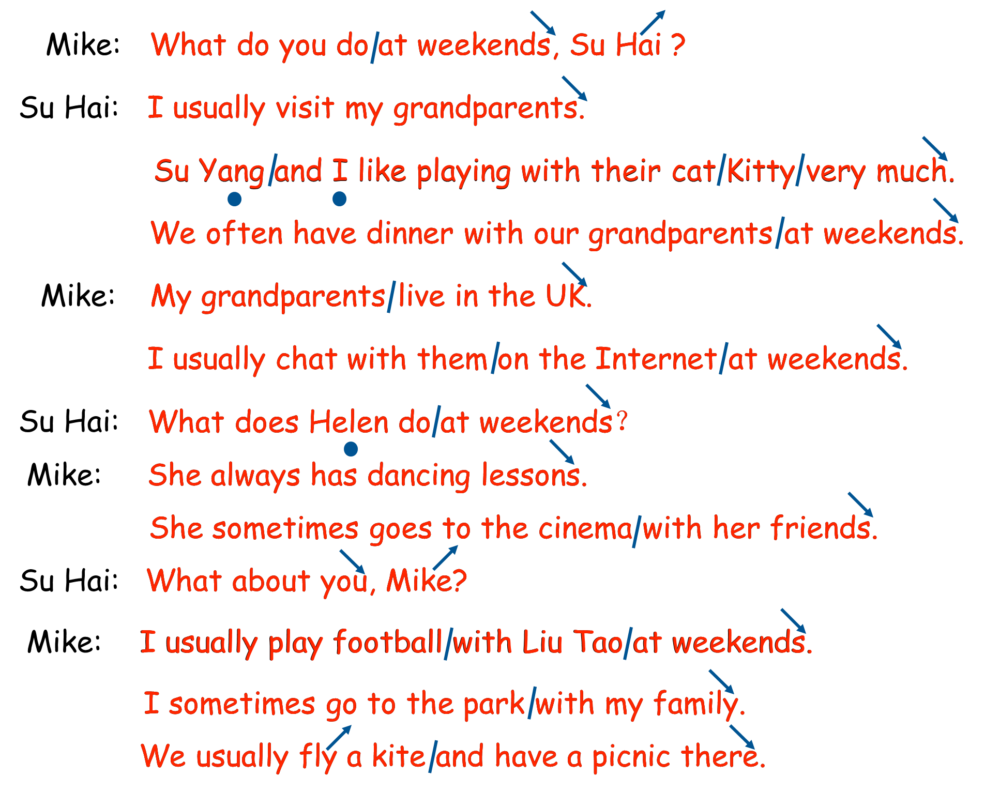 Mike: What do you do/at weekends, Su Hai ?
Su Hai: I usually visit my grandparents.
Su Yang/and I like playing with their cat/Kitty/very much.
We often have dinner with our grandparents/at weekends.
Mike: My grandparents/live in the UK.
I usually chat with them/on the Internet/at weekends.
Su Hai: What does Helen do/at weekends?
Mike: She always has dancing lessons.
She sometimes goes to the cinema/with her friends.
Su Hai: What about you, Mike?
Mike: I usually play football/with Liu Tao/at weekends.
I sometimes go to the park/with my family.
We usually fly a kite/and have a picnic there.